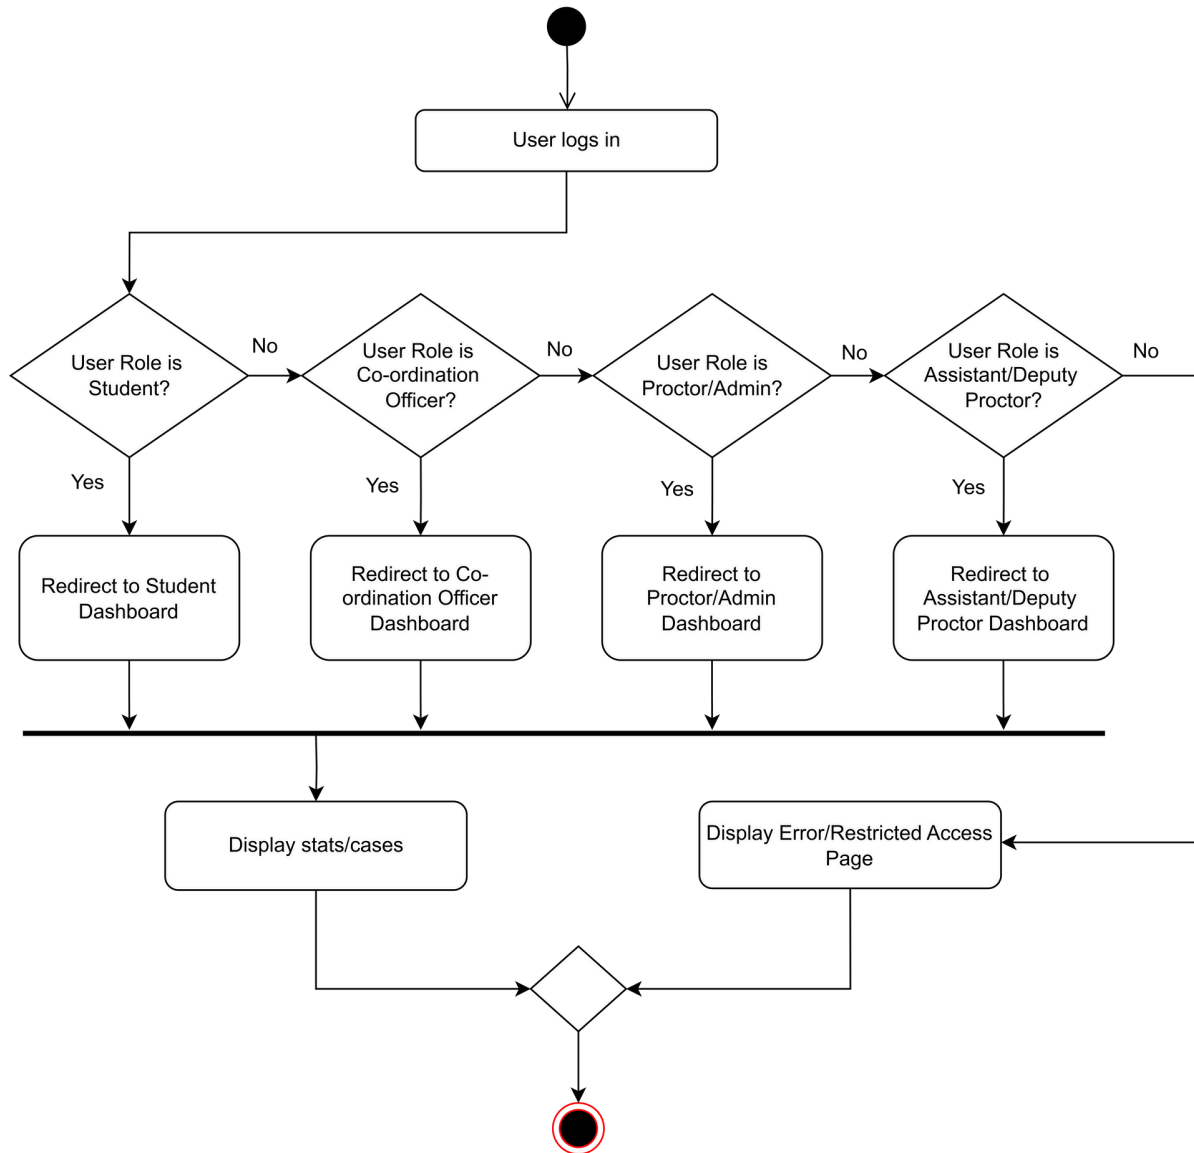 User logs in
User Role is
Student?
No
User Role is
Co-ordination
Officer?
No
User Role is
Proctor/Admin?
No
User Role is
Assistant/Deputy
Proctor?
No
Yes
Yes
Yes
Yes
Redirect to Student
Dashboard
Redirect to Co-
ordination Officer
Dashboard
Redirect to
Proctor/Admin
Dashboard
Redirect to
Assistant/Deputy
Proctor Dashboard
Display stats/cases
Display Error/Restricted Access
Page